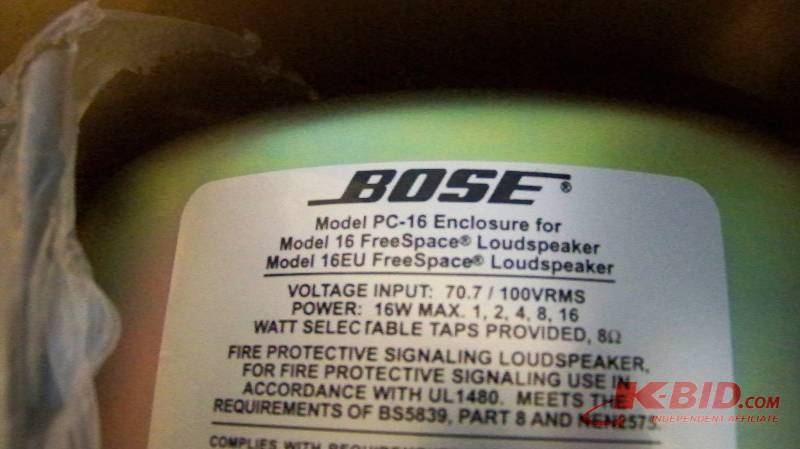 BOSE®
Model PC-16 Enclosure for
Model 16 FreeSpace® Loudspeaker
Model 16EU FreeSpace® Loudspeaker
VOLTAGE INPUT: 70.7 / 100VRMS
POWER: 16W MAX. 1, 2, 4, 8, 16
WATT SELECTABLE TAPS PROVIDED, 8Ω
FIRE PROTECTIVE SIGNALING LOUDSPEAKER,
FOR FIRE PROTECTIVE SIGNALING USE IN
ACCORDANCE WITH UL1480. MEETS THE
REQUIREMENTS OF BS5839, PART 8 AND NEN2575.
COMPLIES WITH
K-BID.COM
INDEPENDENT AFFILIATE